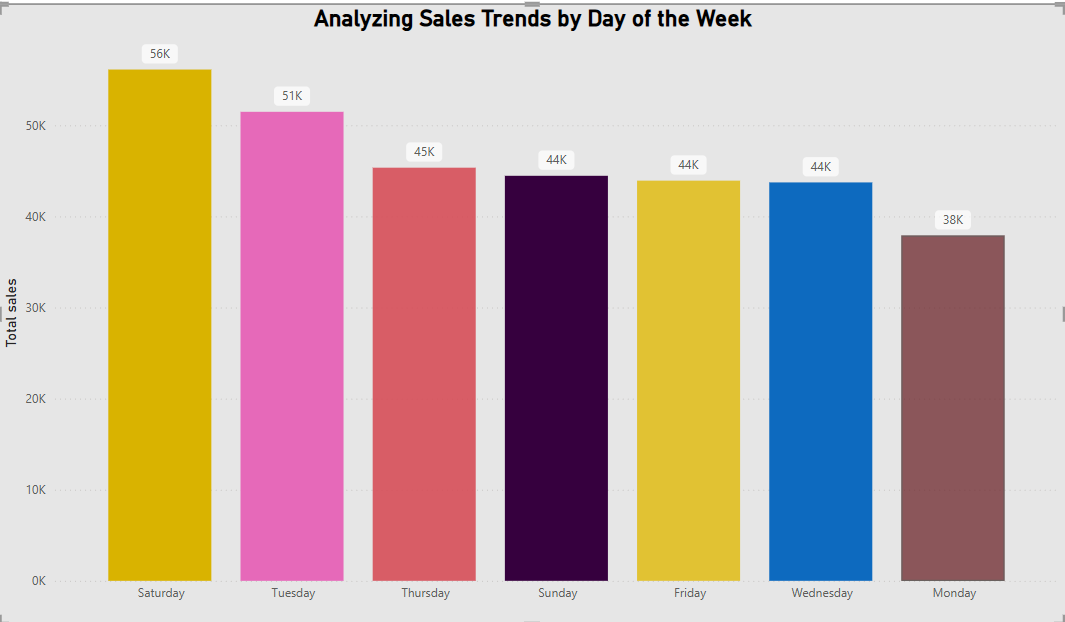 Analyzing Sales Trends by Day of the Week
56K
51K
45K
44K
44K
44K
38K
50K
40K
30K
20K
10K
0K
Total sales
Saturday
Tuesday
Thursday
Sunday
Friday
Wednesday
Monday